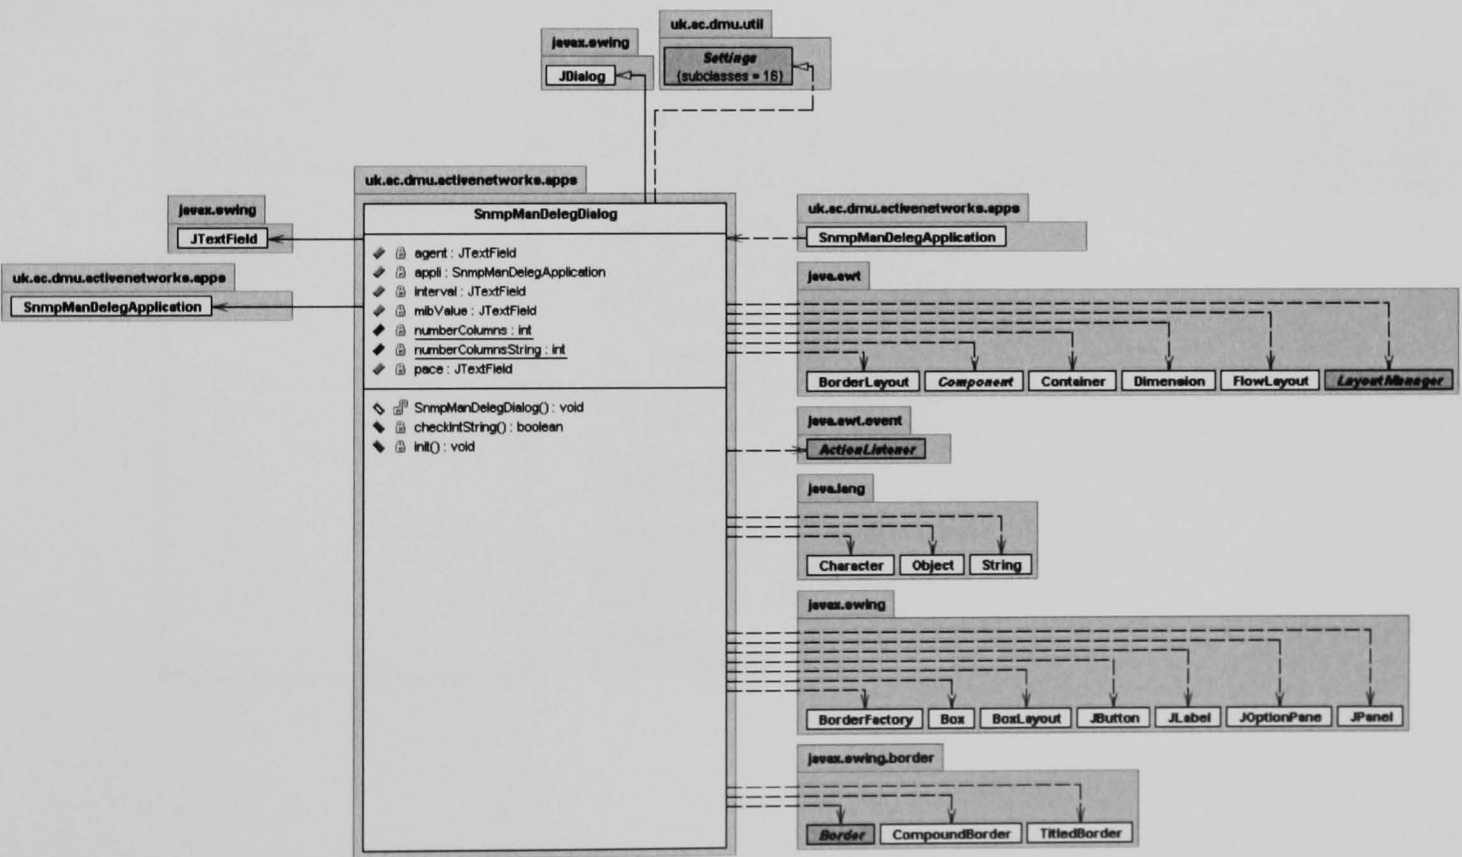 uk.ac.dmu.util
Settings
{subclasses = 16}
javax.swing
JDialog
uk.ac.dmu.activenetworks.apps
SnmpManDelegDialog
agent : JTextField
appli : SnmpManDelegApplication
interval : JTextField
mibValue : JTextField
numberColumns : int
numberColumnsString : int
pace : JTextField
SnmpManDelegDialog() : void
checkIntString() : boolean
init() : void
javax.swing
JTextField
uk.ac.dmu.activenetworks.apps
SnmpManDelegApplication
uk.ac.dmu.activenetworks.apps
SnmpManDelegApplication
java.awt
BorderLayout Component Container Dimension FlowLayout LayoutManager
java.awt.event
ActionListener
java.lang
Character Object String
javax.swing
BorderFactory Box BoxLayout JButton JLabel JOptionPane JPanel
javax.swing.border
Border CompoundBorder TitledBorder